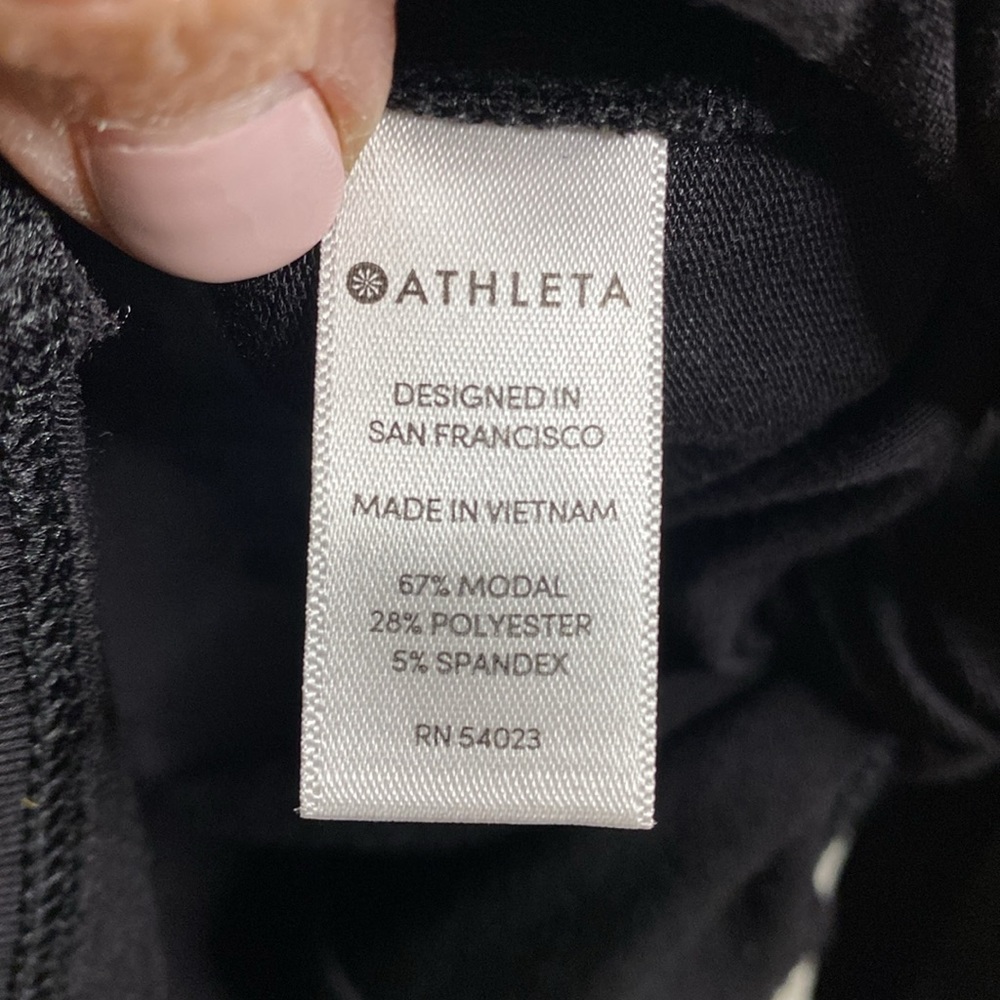 ATHLETA
DESIGNED IN
SAN FRANCISCO
MADE IN VIETNAM
67% MODAL
28% POLYESTER
5% SPANDEX
RN 54023